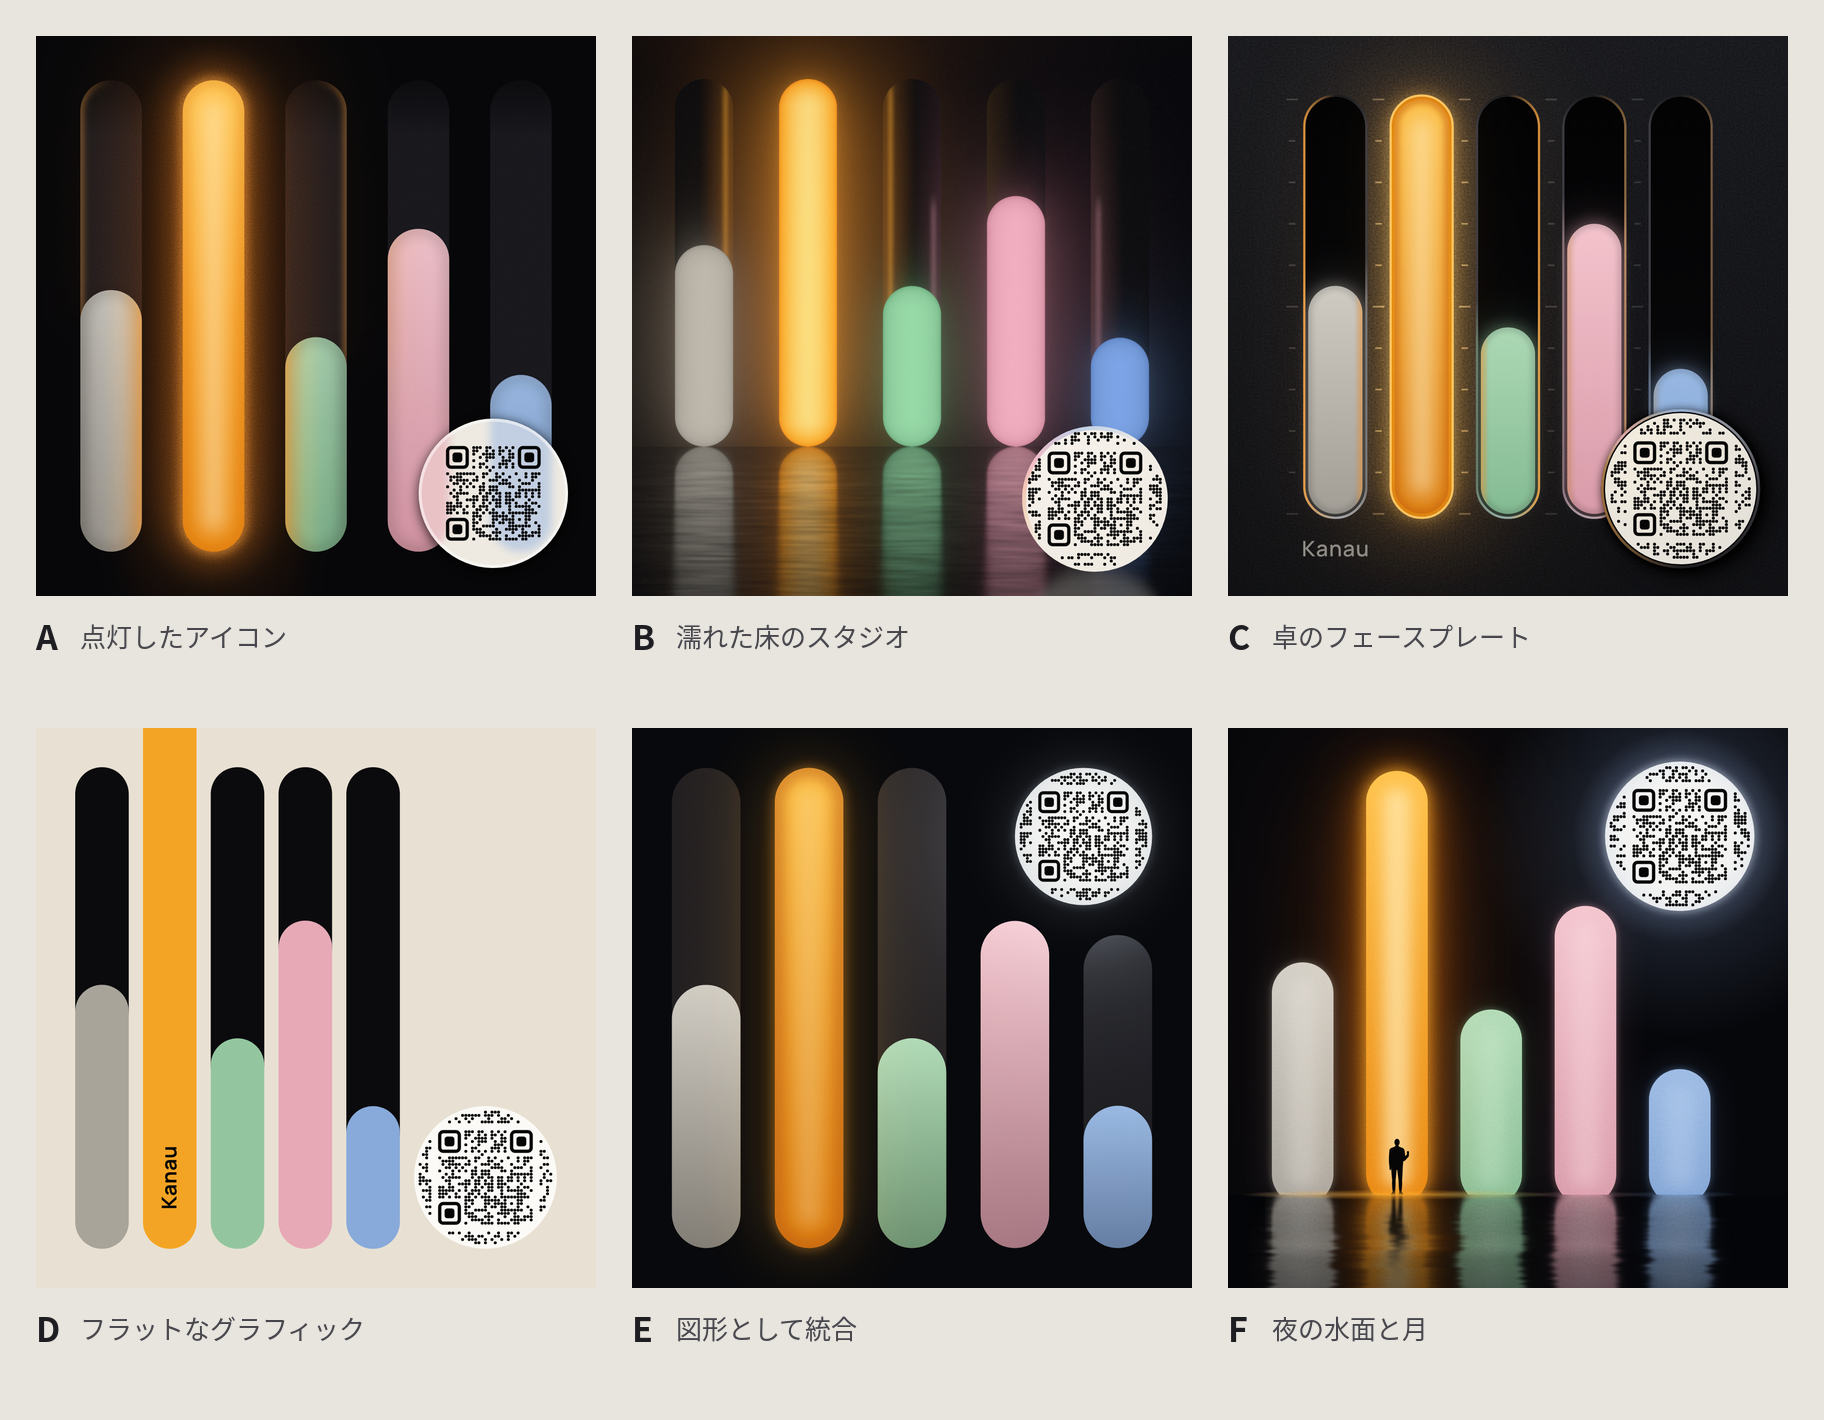 Kanau
A 点灯したアイコン
B 濡れた床のスタジオ
C 卓のフェースプレート
Kanau
D フラットなグラフィック
E 図形として統合
F 夜の水面と月